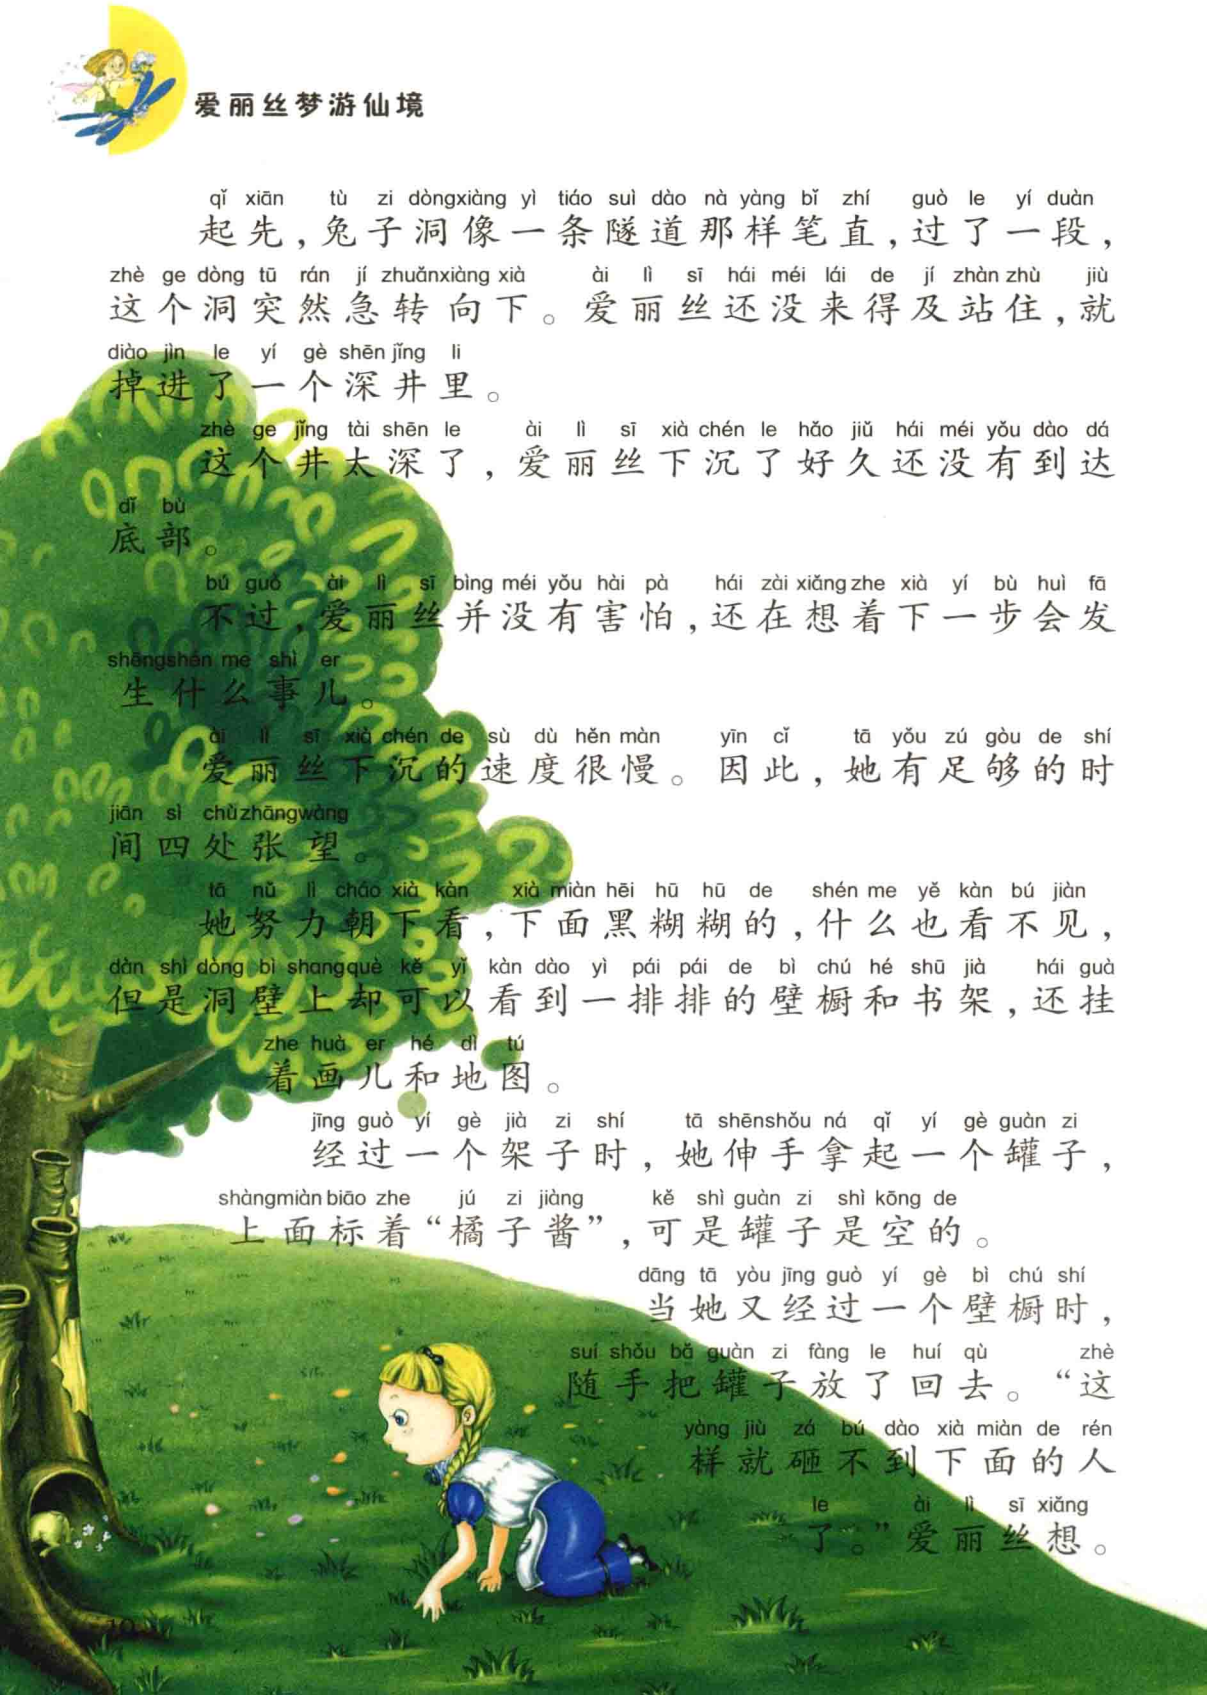 爱丽丝梦游仙境
qǐ xiān tù zi dòngxiàng yì tiáo suì dào nà yàng bǐ zhí guò le yí duàn
起先，兔子洞像一条隧道那样笔直，过了一段，
zhè ge dòng tū rán jí zhuǎnxiàng xià ài lì sī hái méi lái de jí zhàn zhù jiù
这个洞突然急转向下。爱丽丝还没来得及站住，就
diào jìn le yí gè shēn jǐng li
掉进了一个深井里。
zhè ge jǐng tài shēn le ài lì sī xià chén le hǎo jiǔ hái méi yǒu dào dá
这个井太深了，爱丽丝下沉了好久还没有到达
dǐ bù
底部。
bú guò ài lì sī bìng méi yǒu hài pà hái zài xiǎng zhe xià yí bù huì fā
不过，爱丽丝并没有害怕，还在想着下一步会发
shēngshén me shì er
生什么事儿。
ài lì sī xià chén de sù dù hěn màn yīn cǐ tā yǒu zú gòu de shí
爱丽丝下沉的速度很慢。因此，她有足够的时
jiān sì chù zhāngwàng
间四处张望。
tā nǔ lì cháo xià kàn xià miàn hēi hū hū de shén me yě kàn bú jiàn
她努力朝下看，下面黑糊糊的，什么也看不见，
dàn shì dòng bì shangquè kě yǐ kàn dào yì pái pái de bì chú hé shū jià hái guà
但是洞壁上却可以看到一排排的壁橱和书架，还挂
zhe huà er hé dì tú
着画儿和地图。
jīng guò yí gè jià zi shí tā shēnshǒu ná qǐ yí gè guàn zi
经过一个架子时，她伸手拿起一个罐子，
shàngmiàn biāo zhe jú zi jiàng kě shì guàn zi shì kōng de
上面标着“橘子酱”，可是罐子是空的。
dāng tā yòu jīng guò yí gè bì chú shí
当她又经过一个壁橱时，
suí shǒu bǎ guàn zi fàng le huí qù zhè
随手把罐子放了回去。“这
yàng jiù zá bú dào xià miàn de rén
样就砸不到下面的人
le ài lì sī xiǎng
了。”爱丽丝想。
10